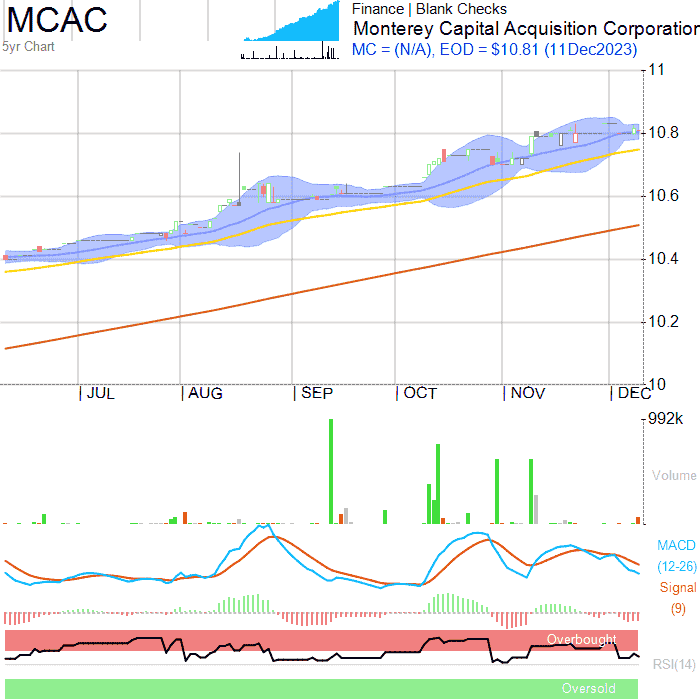 MCAC
5yr Chart
Finance | Blank Checks
Monterey Capital Acquisition Corporation
MC = (N/A), EOD = $10.81 (11Dec2023)
11
10.8
10.6
10.4
10.2
10
JUL AUG SEP OCT NOV DEC
992k
Volume
MACD
(12-26)
Signal
(9)
Overbought
RSI(14)
Oversold